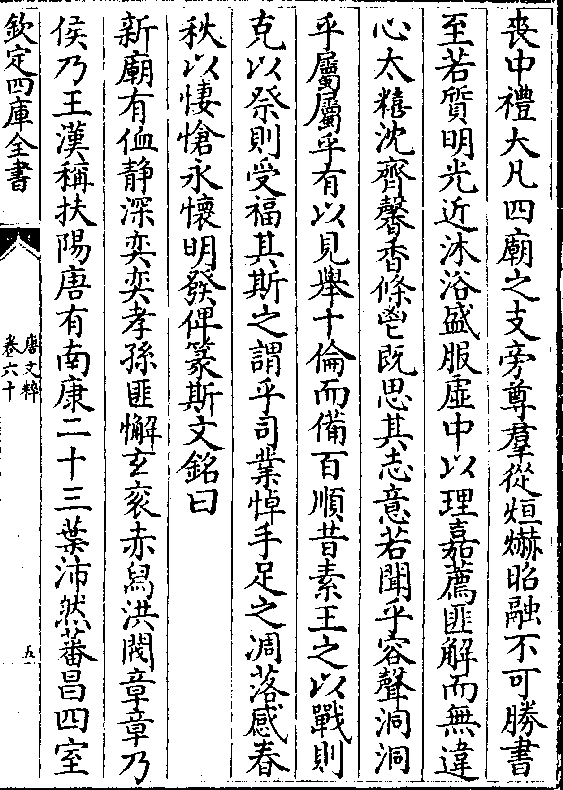 喪中禮大凡四廟之支旁尊羣從烜爀昭融不可勝書
至若質明光近沐浴盛服虛中以理嘉薦匪解而無違
心太糦沈齊馨香條鬯既思其志意若聞乎容聲洞洞
乎屬屬乎有以見舉十倫而備百順昔素王之以戰則
克以祭則受福其斯之謂乎司業悼手足之凋落感春
秋以悽愴永懷明發俾篆斯文銘曰
新廟有侐静深奕奕孝孫匪懈玄衮赤舄洪閥章章乃
侯乃王漢稱扶陽唐有南康二十三葉沛然蕃昌四室
欽定四庫全書
唐文粹
卷六十
五